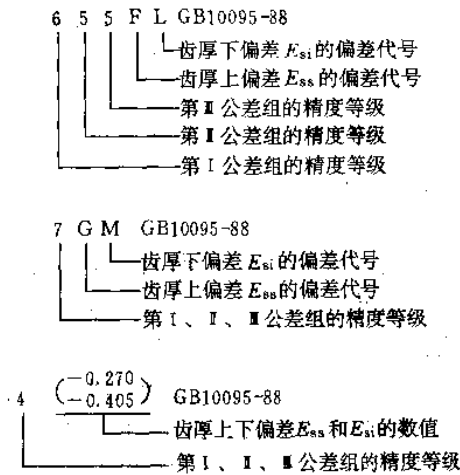 6 5 5 F L GB10095-88
齿厚下偏差 Esi 的偏差代号
齿厚上偏差 Ess 的偏差代号
第Ⅲ公差组的精度等级
第Ⅱ公差组的精度等级
第Ⅰ公差组的精度等级
7 G M GB10095-88
齿厚下偏差 Esi 的偏差代号
齿厚上偏差 Ess 的偏差代号
第Ⅰ、Ⅱ、Ⅲ公差组的精度等级
4 (-0.270 -0.405) GB10095-88
齿厚上下偏差 Ess 和 Esi 的数值
第Ⅰ、Ⅱ、Ⅲ公差组的精度等级